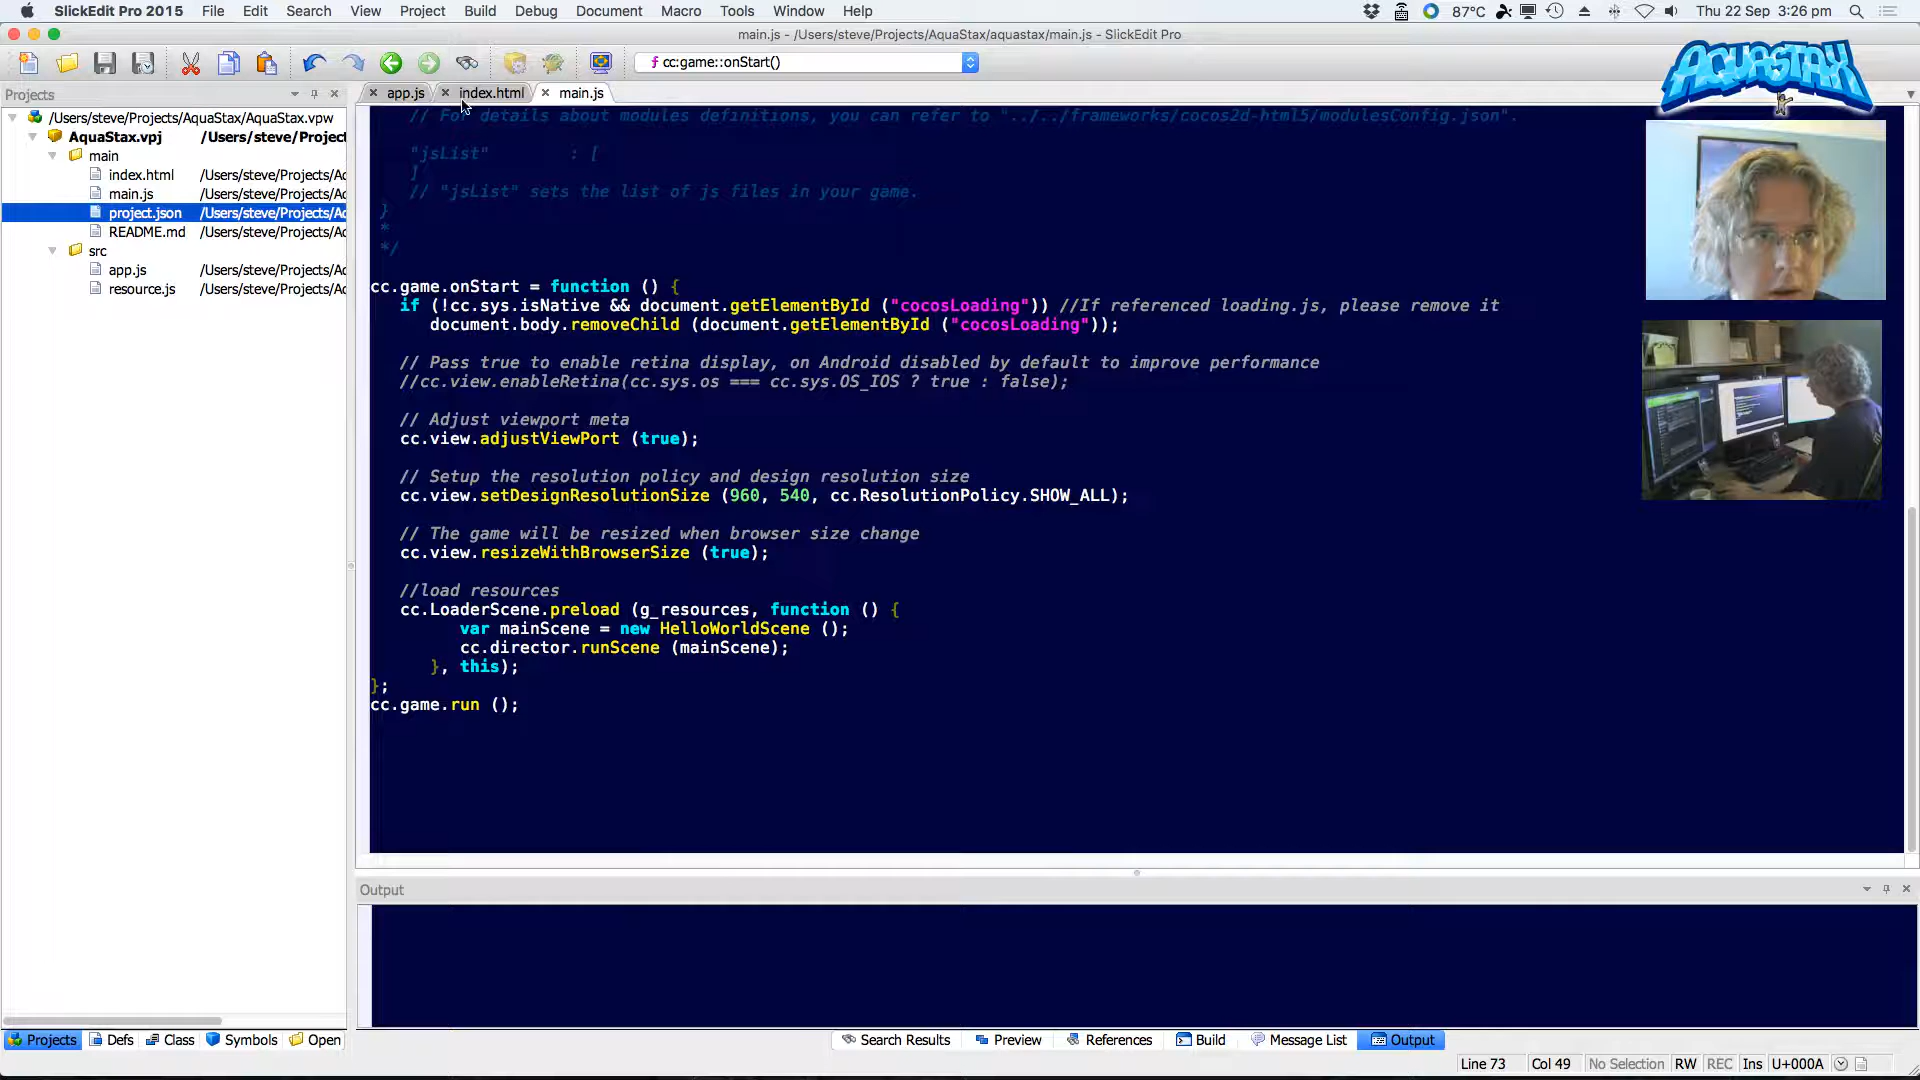 SlickEdit Pro 2015 File Edit Search View Project Build Debug Document Macro Tools Window Help 87°C Thu 22 Sep 3:26 pm
main.js - /Users/steve/Projects/AquaStax/aquastax/main.js - SlickEdit Pro
cc:game::onStart()
AQUASTAX
Projects
app.js index.html main.js
/Users/steve/Projects/AquaStax/AquaStax.vpw
AquaStax.vpj /Users/steve/Project
main
index.html /Users/steve/Projects/Aq
main.js /Users/steve/Projects/Aq
project.json /Users/steve/Projects/Aq
README.md /Users/steve/Projects/Aq
src
app.js /Users/steve/Projects/Aq
resource.js /Users/steve/Projects/Aq
// For details about modules definitions, you can refer to "../../frameworks/cocos2d-html5/modulesConfig.json".
"jsList" : [
]
// "jsList" sets the list of js files in your game.
}
*
*/
cc.game.onStart = function () {
if (!cc.sys.isNative && document.getElementById ("cocosLoading")) //If referenced loading.js, please remove it
document.body.removeChild (document.getElementById ("cocosLoading"));
// Pass true to enable retina display, on Android disabled by default to improve performance
//cc.view.enableRetina(cc.sys.os === cc.sys.OS_IOS ? true : false);
// Adjust viewport meta
cc.view.adjustViewPort (true);
// Setup the resolution policy and design resolution size
cc.view.setDesignResolutionSize (960, 540, cc.ResolutionPolicy.SHOW_ALL);
// The game will be resized when browser size change
cc.view.resizeWithBrowserSize (true);
//load resources
cc.LoaderScene.preload (g_resources, function () {
var mainScene = new HelloWorldScene ();
cc.director.runScene (mainScene);
}, this);
};
cc.game.run ();
Output
Projects Defs Class Symbols Open
Search Results Preview References Build Message List Output
Line 73 Col 49 No Selection RW REC Ins U+000A